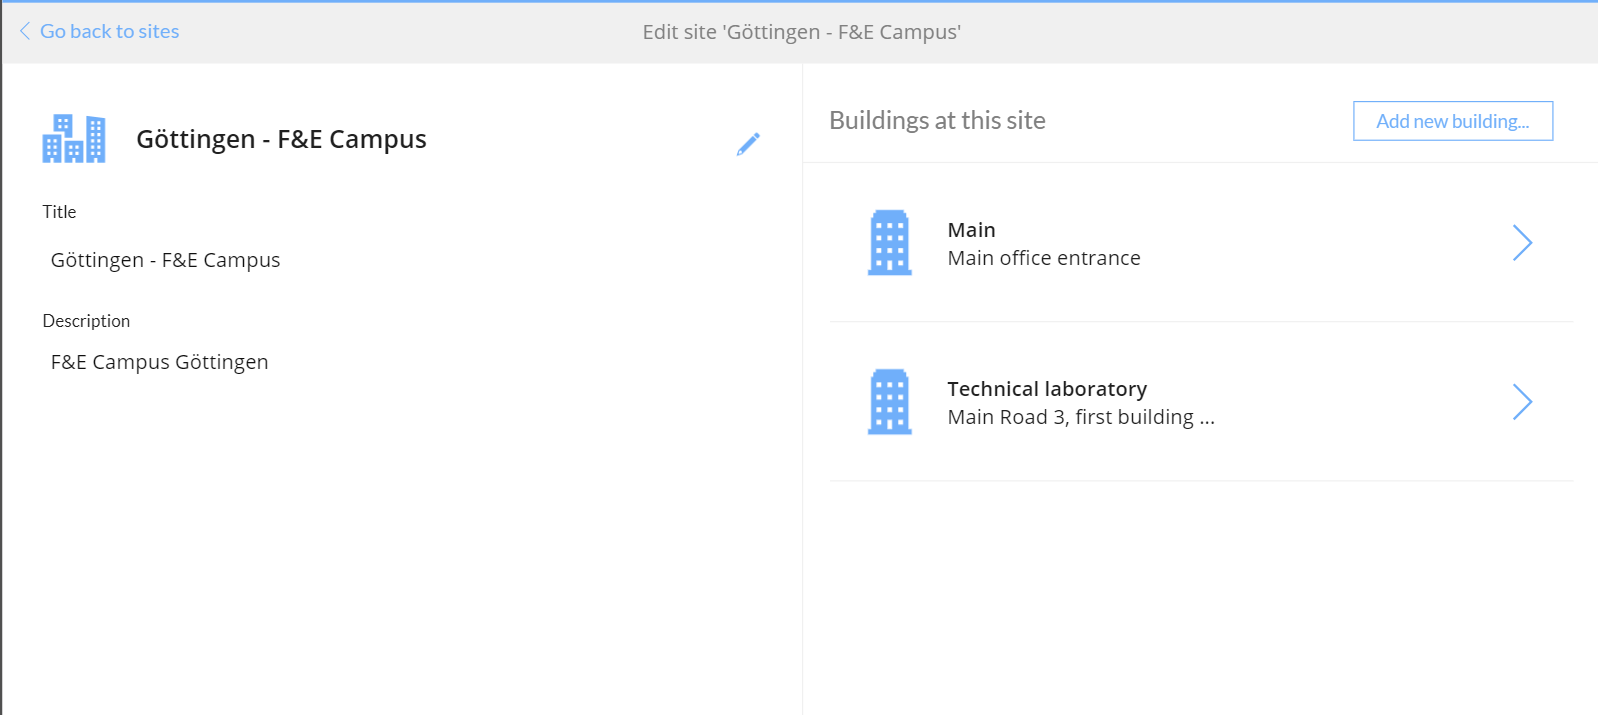 Go back to sites
Edit site 'Göttingen - F&E Campus'
Göttingen - F&E Campus
Title
Göttingen - F&E Campus
Description
F&E Campus Göttingen
Buildings at this site
Add new building...
Main
Main office entrance
Technical laboratory
Main Road 3, first building ...